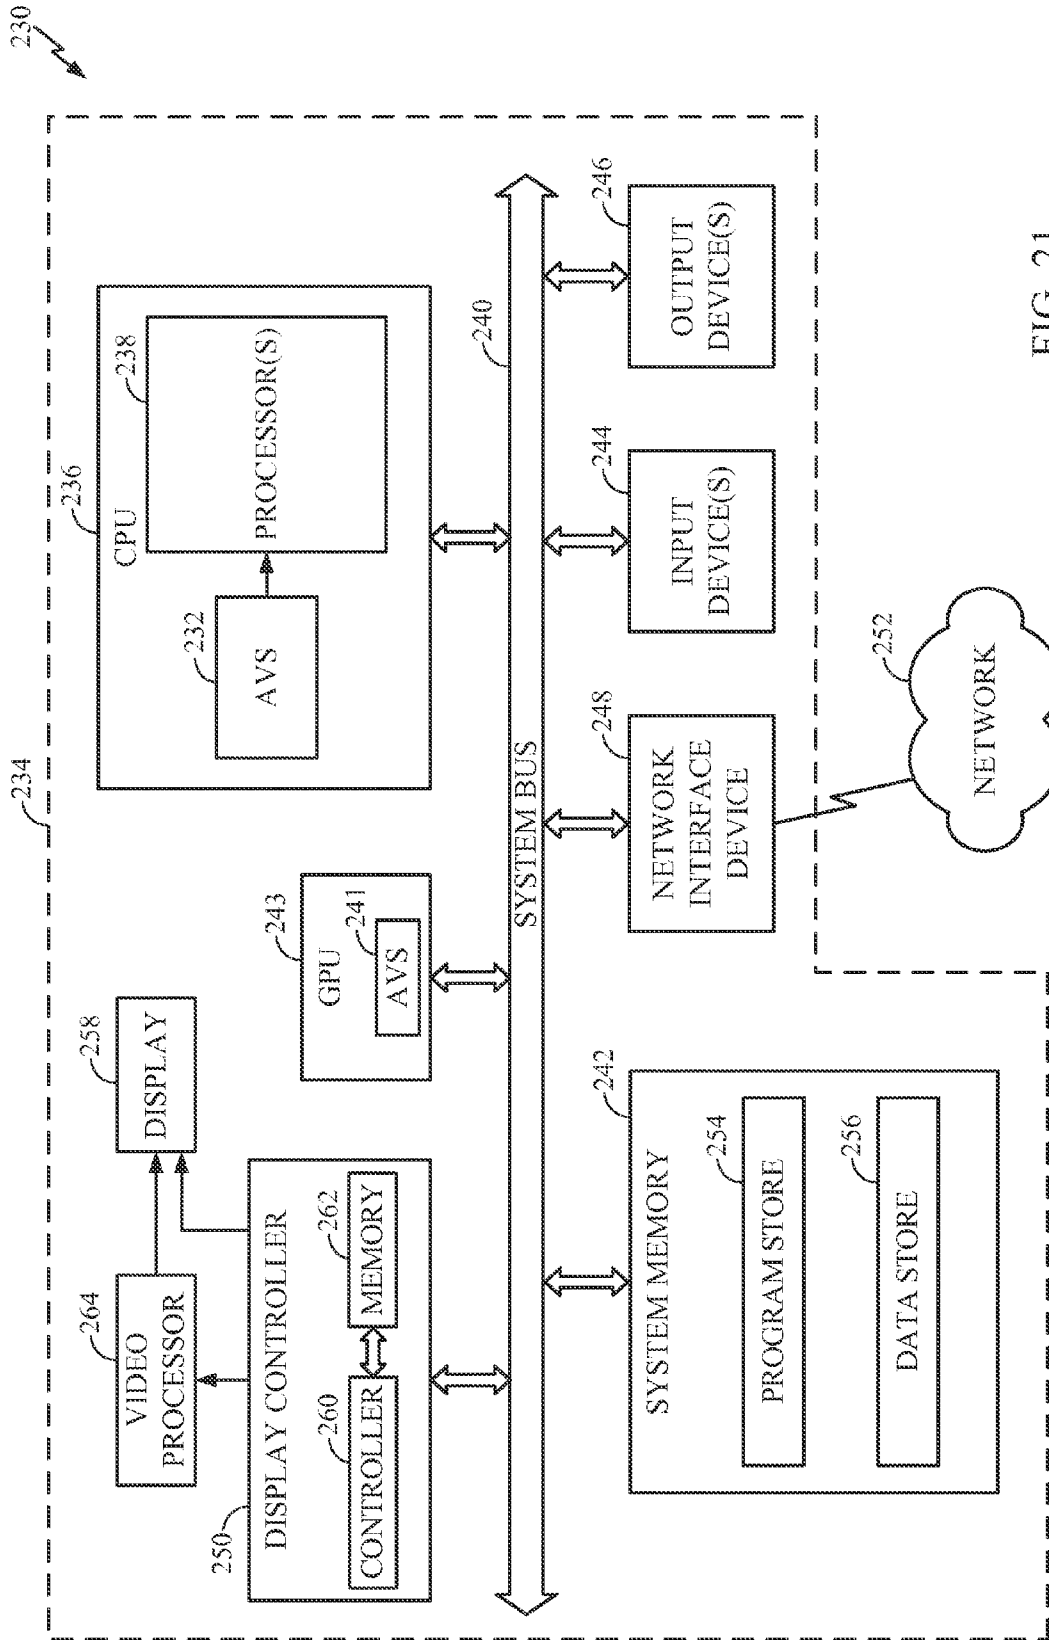 230
234
264
VIDEO
PROCESSOR
258
DISPLAY
236
CPU
238
PROCESSOR(S)
232
AVS
243
GPU
241
AVS
250
DISPLAY CONTROLLER
260
CONTROLLER
262
MEMORY
240
SYSTEM BUS
242
SYSTEM MEMORY
254
PROGRAM STORE
256
DATA STORE
248
NETWORK
INTERFACE
DEVICE
244
INPUT
DEVICE(S)
246
OUTPUT
DEVICE(S)
252
NETWORK
FIG. 21